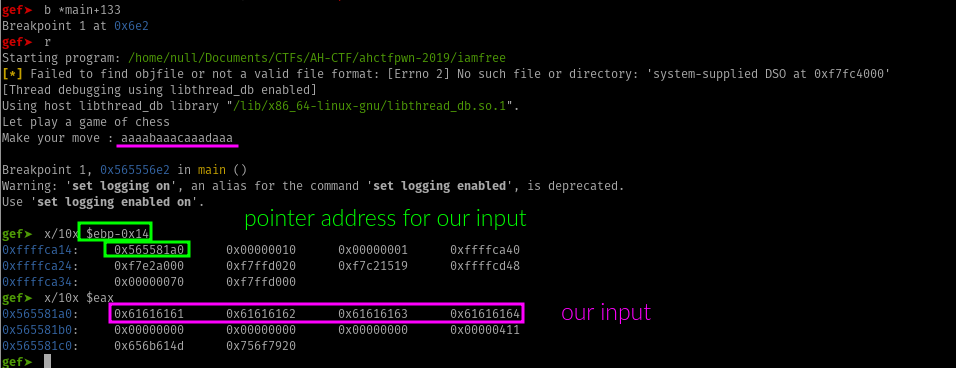 gef➤ b *main+133
Breakpoint 1 at 0x6e2
gef➤ r
Starting program: /home/null/Documents/CTFs/AH-CTF/ahctfpwn-2019/iamfree
[*] Failed to find objfile or not a valid file format: [Errno 2] No such file or directory: 'system-supplied DSO at 0xf7fc4000'
[Thread debugging using libthread_db enabled]
Using host libthread_db library "/lib/x86_64-linux-gnu/libthread_db.so.1".
Let play a game of chess
Make your move : aaaabaaacaaadaaa
Breakpoint 1, 0x565556e2 in main ()
Warning: 'set logging on', an alias for the command 'set logging enabled', is deprecated.
Use 'set logging enabled on'.
pointer address for our input
gef➤ x/10x $ebp-0x14
0xffffca14: 0x565581a0 0x00000010 0x00000001 0xffffca40
0xffffca24: 0xf7e2a000 0xf7ffd020 0xf7c21519 0xffffcd48
0xffffca34: 0x00000070 0xf7ffd000
gef➤ x/10x $eax
0x565581a0: 0x61616161 0x61616162 0x61616163 0x61616164
our input
0x565581b0: 0x00000000 0x00000000 0x00000000 0x00000411
0x565581c0: 0x656b614d 0x756f7920
gef➤